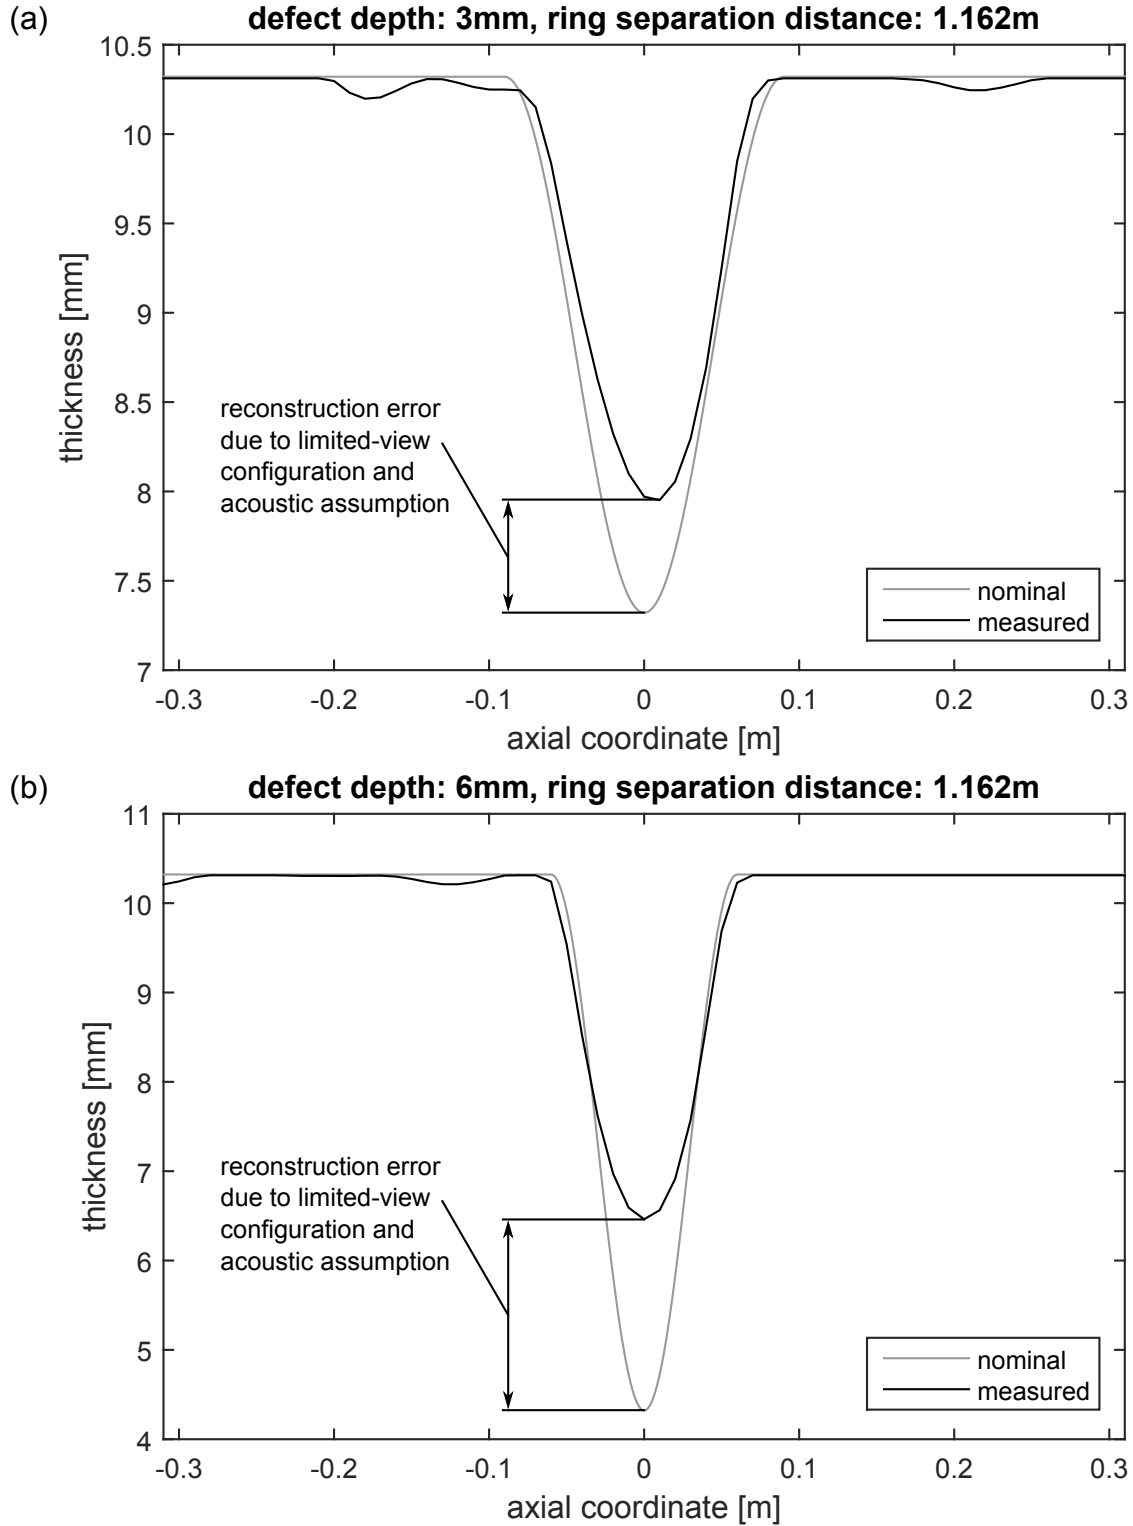 (a)
defect depth: 3mm, ring separation distance: 1.162m
10.5
10
9.5
9
8.5
8
7.5
7
thickness [mm]
reconstruction error
due to limited-view
configuration and
acoustic assumption
nominal
measured
-0.3 -0.2 -0.1 0 0.1 0.2 0.3
axial coordinate [m]
(b)
defect depth: 6mm, ring separation distance: 1.162m
11
10
9
8
7
6
5
4
thickness [mm]
reconstruction error
due to limited-view
configuration and
acoustic assumption
nominal
measured
-0.3 -0.2 -0.1 0 0.1 0.2 0.3
axial coordinate [m]